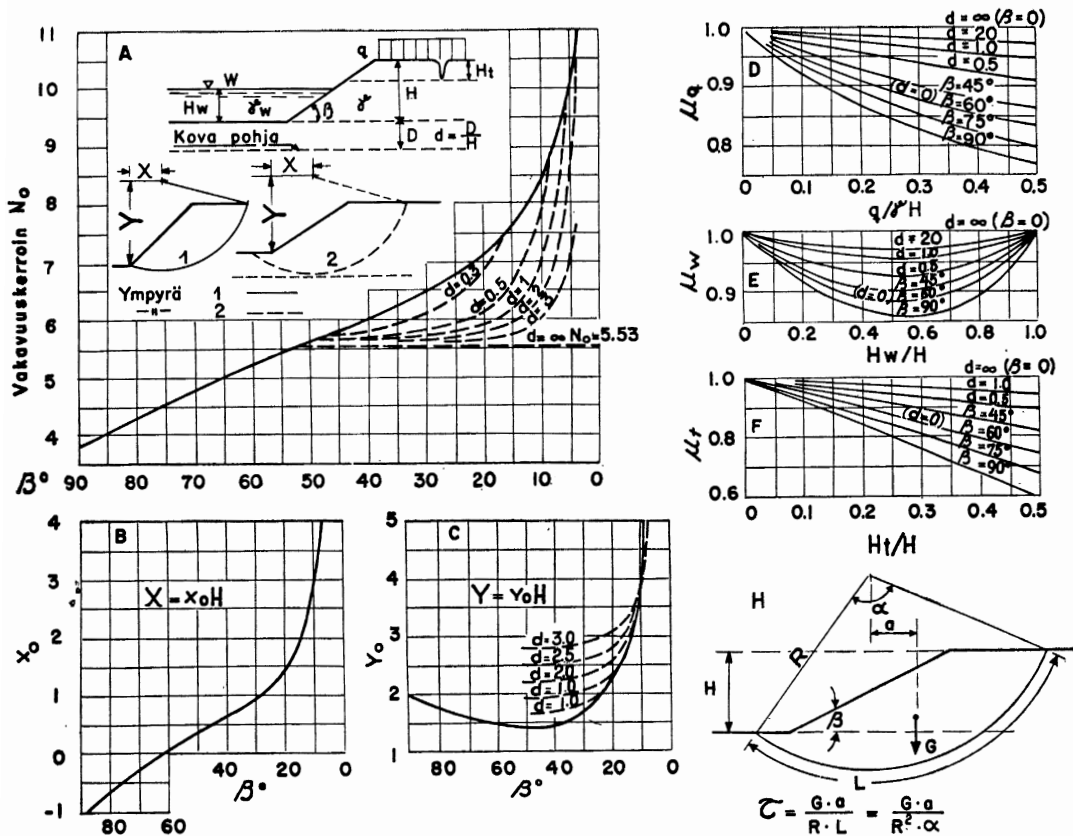 A
Vakavuuskerroin N₀
11
10
9
8
7
6
5
4
q
Ht
W
Hw
γw
β
γ
H
Kova pohja
D
d = D/H
X
X
Y
Y
1
2
Ympyrä 1
—"— 2
d=0.3
d=0.5
d=1
d=∞ N₀=5.53
β° 90 80 70 60 50 40 30 20 10 0
B
X = x₀H
x₀
4
3
2
1
0
-1
80 60 40 20 0
β°
C
Y = Y₀H
Y₀
5
4
3
2
1
d=3.0
d=2.5
d=2.0
d=1.0
d=1.0
80 60 40 20 0
β°
D
μq
1.0
0.9
0.8
d=∞(β=0)
d=20
d=1.0
d=0.5
(d=0)
β=45°
β=60°
β=75°
β=90°
0 0.1 0.2 0.3 0.4 0.5
q/γH
E
μw
1.0
0.9
d=∞(β=0)
d=20
d=1.0
d=0.5
β=45°
(d=0)
β=60°
β=90°
0 0.2 0.4 0.6 0.8 1.0
Hw/H
F
μt
1.0
0.8
0.6
d=∞(β=0)
d=1.0
d=0.5
(d=0)
β=45°
β=60°
β=75°
β=90°
0 0.1 0.2 0.3 0.4 0.5
Ht/H
H
α
a
R
H
β
G
L
τ = G·a / R·L = G·a / R²·α